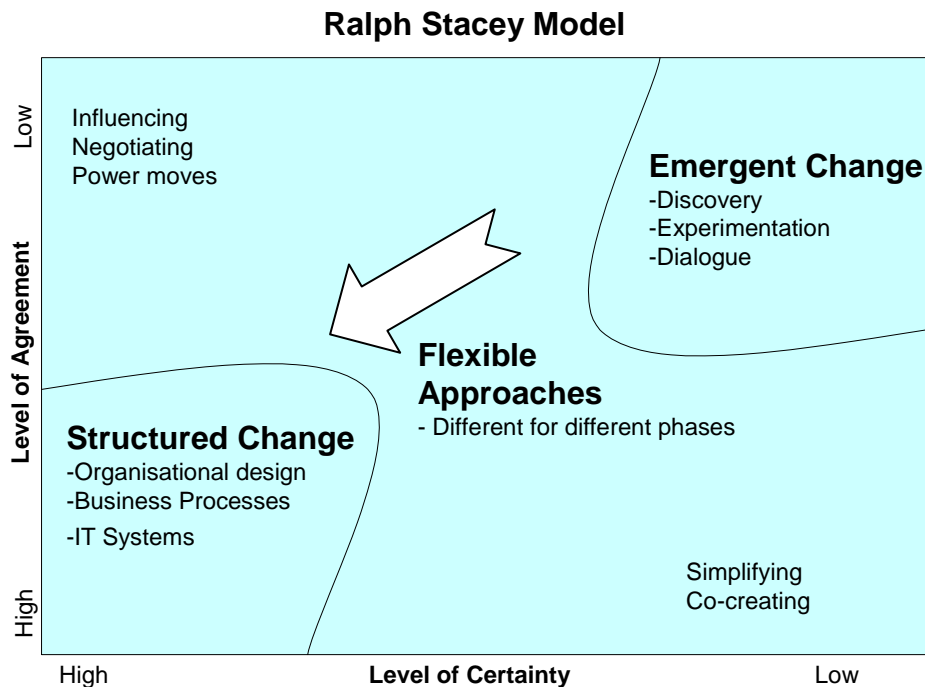 Ralph Stacey Model
Low
Influencing
Negotiating
Power moves
Emergent Change
-Discovery
-Experimentation
-Dialogue
Level of Agreement
Flexible
Approaches
- Different for different phases
Structured Change
-Organisational design
-Business Processes
-IT Systems
Simplifying
Co-creating
High
High
Level of Certainty
Low